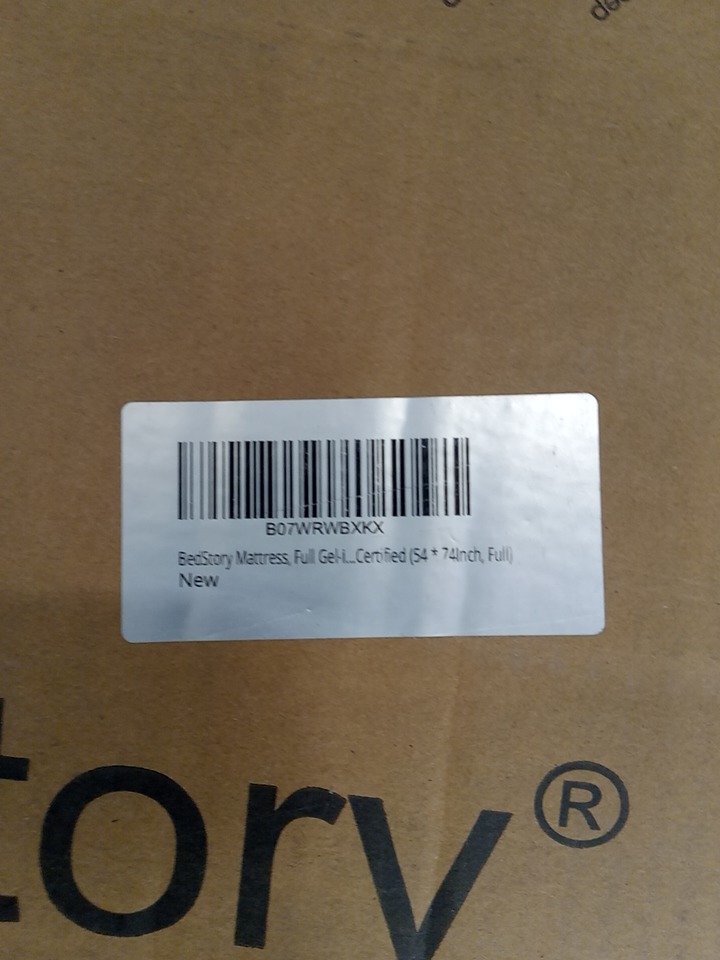 B07WRWBXKX
BedStory Mattress, Full Gel-i...Certified (54 * 74Inch, Full)
New
tory®